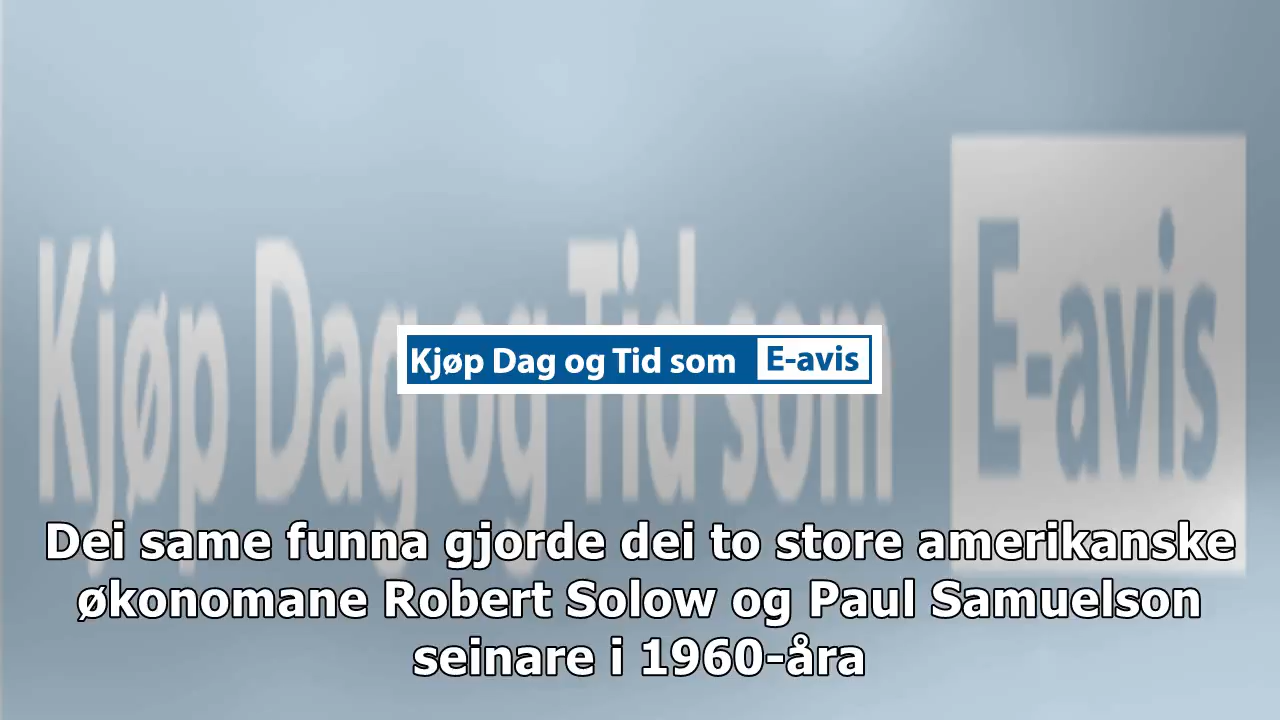 Kjøp Dag og Tid som E-avis
Kjøp Dag og Tid som E-avis
Dei same funna gjorde dei to store amerikanske
økonomane Robert Solow og Paul Samuelson
seinare i 1960-åra